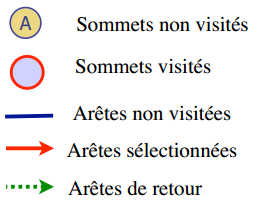 A Sommets non visités
Sommets visités
Arêtes non visitées
Arêtes sélectionnées
Arêtes de retour